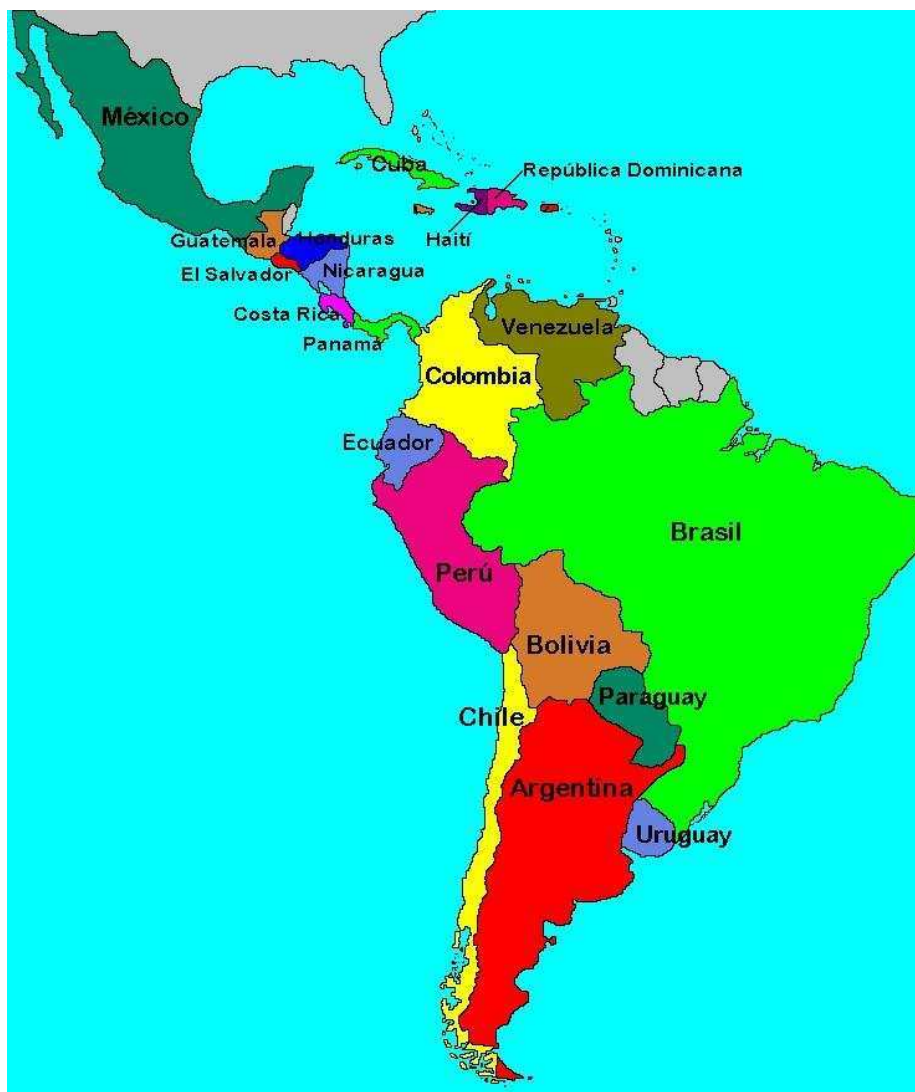 México
Cuba
República Dominicana
Haití
Guatemala
Honduras
El Salvador
Nicaragua
Costa Rica
Panamá
Venezuela
Colombia
Ecuador
Brasil
Perú
Bolivia
Paraguay
Chile
Argentina
Uruguay